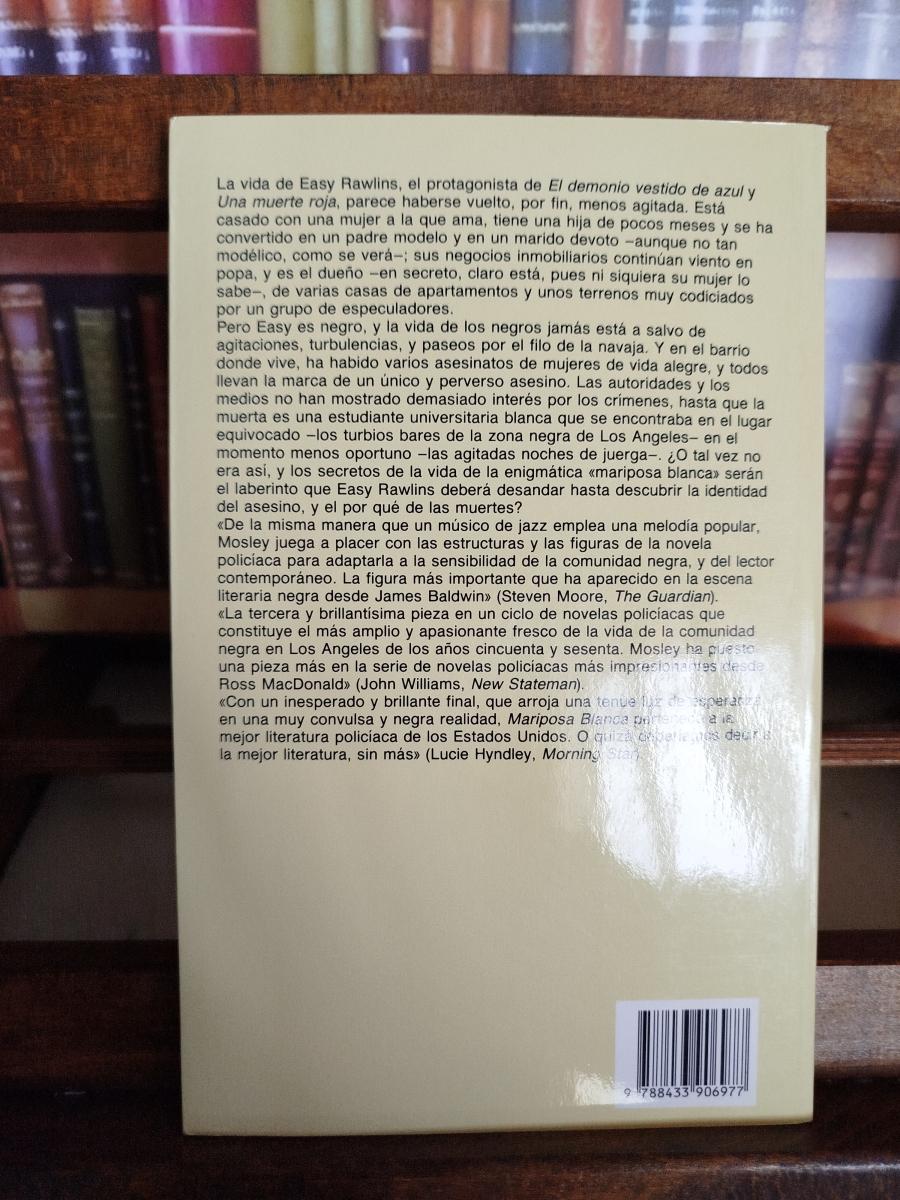 La vida de Easy Rawlins, el protagonista de El demonio vestido de azul y
Una muerte roja, parece haberse vuelto, por fin, menos agitada. Está
casado con una mujer a la que ama, tiene una hija de pocos meses y se ha
convertido en un padre modelo y en un marido devoto –aunque no tan
modélico, como se verá–; sus negocios inmobiliarios continúan viento en
popa, y es el dueño –en secreto, claro está, pues ni siquiera su mujer lo
sabe–, de varias casas de apartamentos y unos terrenos muy codiciados
por un grupo de especuladores.
Pero Easy es negro, y la vida de los negros jamás está a salvo de
agitaciones, turbulencias, y paseos por el filo de la navaja. Y en el barrio
donde vive, ha habido varios asesinatos de mujeres de vida alegre, y todos
llevan la marca de un único y perverso asesino. Las autoridades y los
medios no han mostrado demasiado interés por los crímenes, hasta que la
muerta es una estudiante universitaria blanca que se encontraba en el lugar
equivocado –los turbios bares de la zona negra de Los Angeles– en el
momento menos oportuno –las agitadas noches de juerga–. ¿O tal vez no
era así, y los secretos de la vida de la enigmática «mariposa blanca» serán
el laberinto que Easy Rawlins deberá desandar hasta descubrir la identidad
del asesino, y el por qué de las muertes?
«De la misma manera que un músico de jazz emplea una melodía popular,
Mosley juega a placer con las estructuras y las figuras de la novela
policíaca para adaptarla a la sensibilidad de la comunidad negra, y del lector
contemporáneo. La figura más importante que ha aparecido en la escena
literaria negra desde James Baldwin» (Steven Moore, The Guardian).
«La tercera y brillantísima pieza en un ciclo de novelas policíacas que
constituye el más amplio y apasionante fresco de la vida de la comunidad
negra en Los Angeles de los años cincuenta y sesenta. Mosley ha puesto
una pieza más en la serie de novelas policíacas más impresionantes desde
Ross MacDonald» (John Williams, New Stateman).
«Con un inesperado y brillante final, que arroja una tenue luz de esperanza
en una muy convulsa y negra realidad, Mariposa Blanca pertenece a la
mejor literatura policíaca de los Estados Unidos. O quizá deberíamos decir a
la mejor literatura, sin más» (Lucie Hyndley, Morning Star).
9 788433 906977